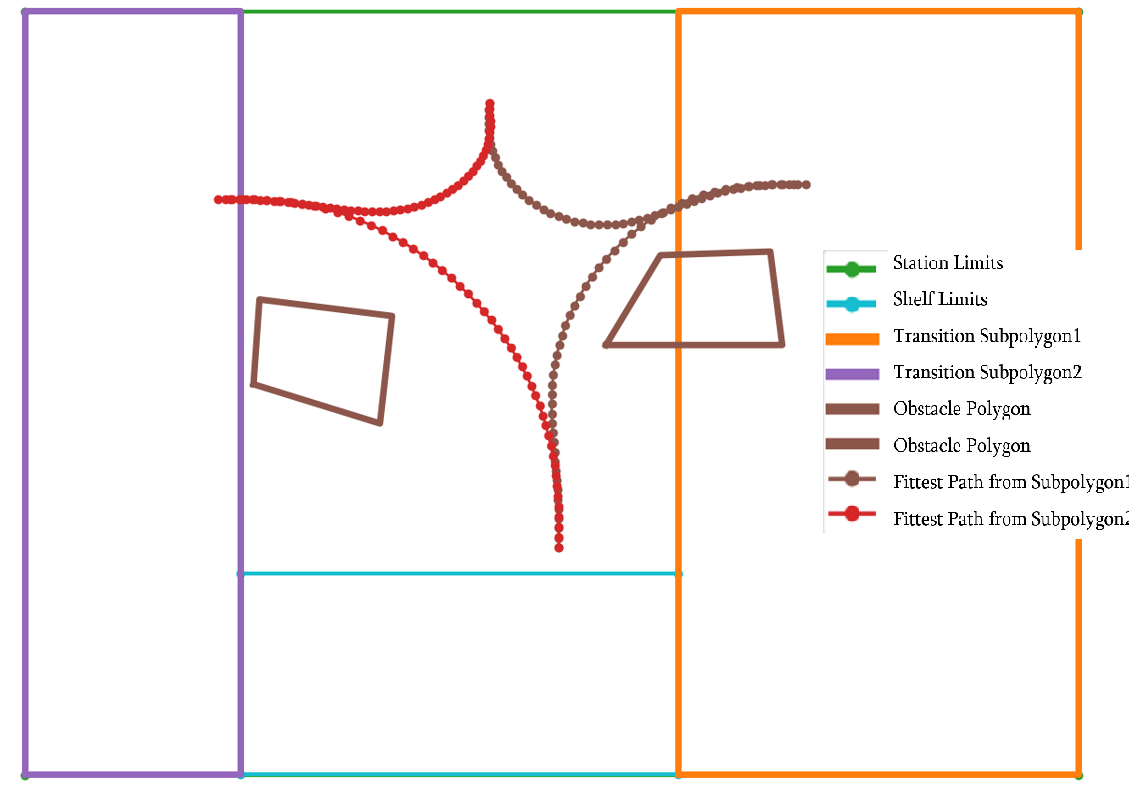 Station Limits
Shelf Limits
Transition Subpolygon1
Transition Subpolygon2
Obstacle Polygon
Obstacle Polygon
Fittest Path from Subpolygon1
Fittest Path from Subpolygon2